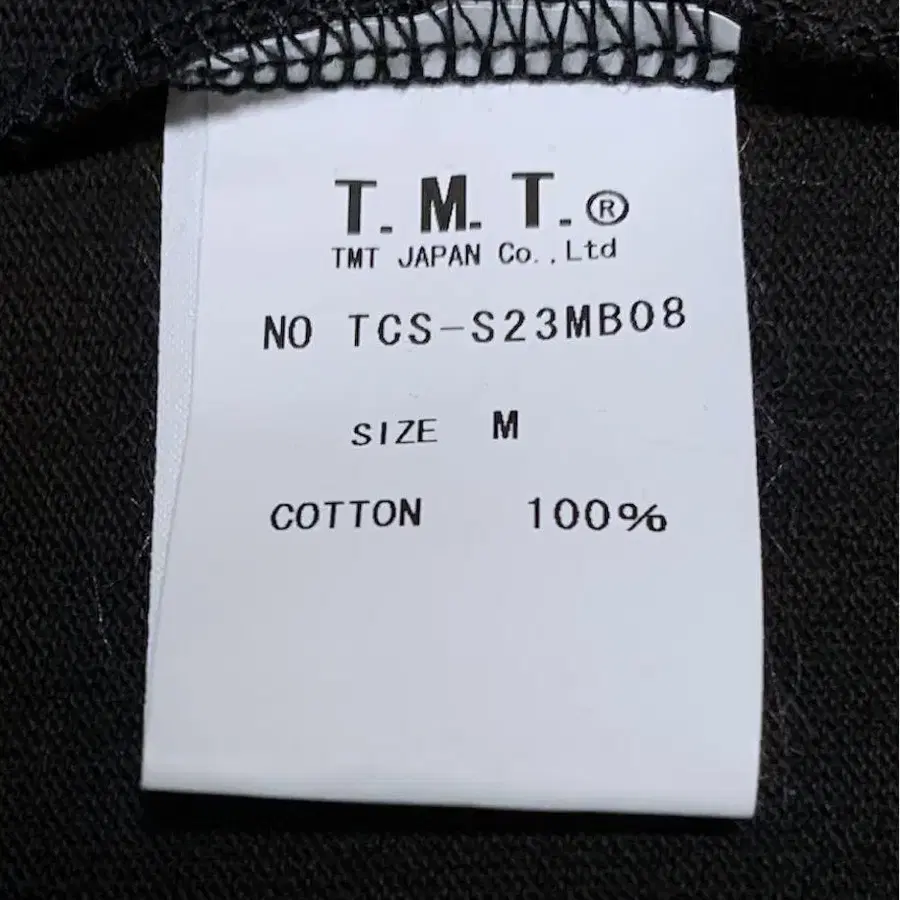 T.M.T.®
TMT JAPAN Co.,Ltd
NO TCS-S23MB08
SIZE M
COTTON 100%